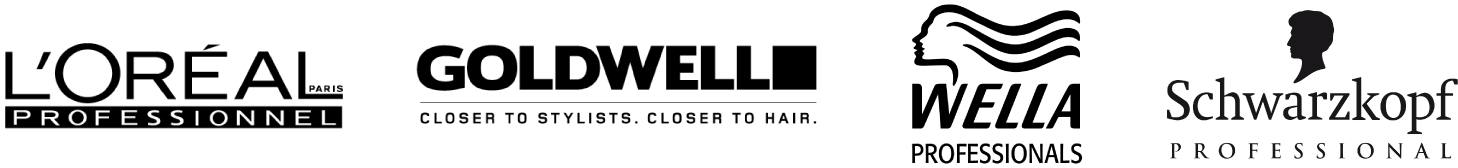 L'ORÉAL
PARIS
PROFESSIONNEL
GOLDWELL
CLOSER TO STYLISTS. CLOSER TO HAIR.
WELLA
PROFESSIONALS
Schwarzkopf
PROFESSIONAL